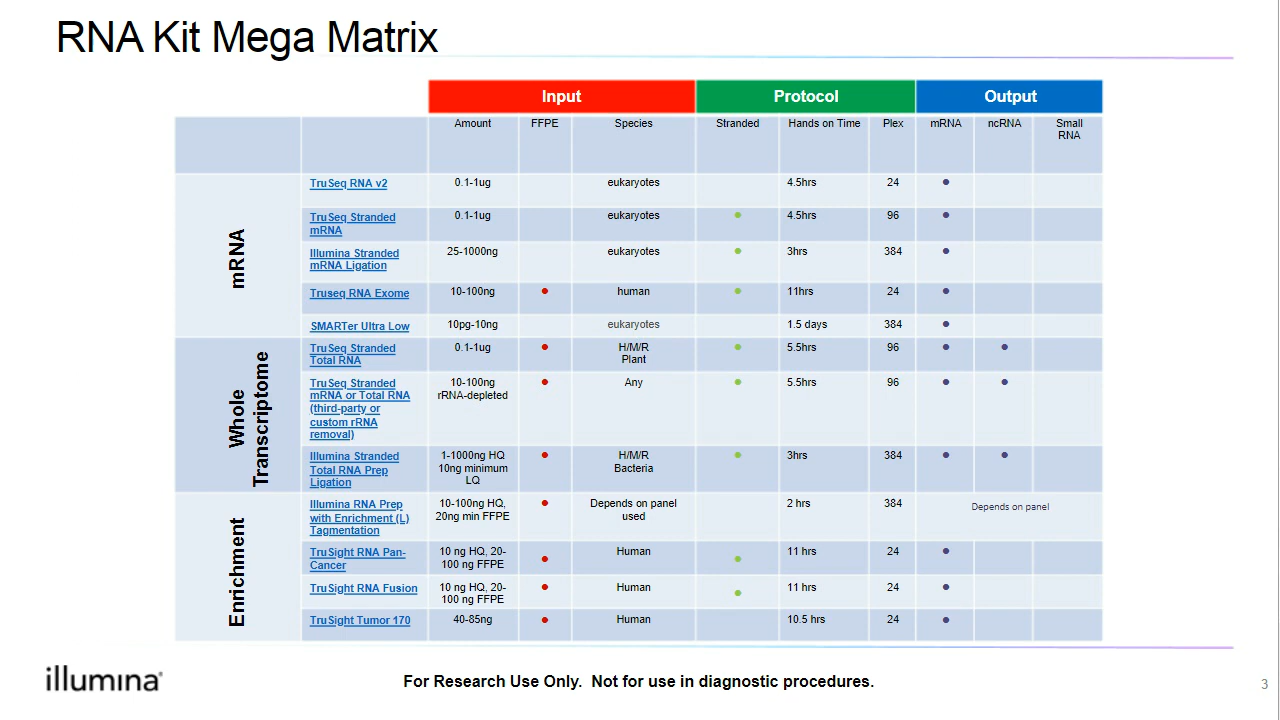 RNA Kit Mega Matrix
Input Protocol Output
Amount FFPE Species Stranded Hands on Time Plex mRNA ncRNA Small
RNA
mRNA
TruSeq RNA v2 0.1-1ug eukaryotes 4.5hrs 24 •
TruSeq Stranded 0.1-1ug eukaryotes • 4.5hrs 96 •
mRNA
Illumina Stranded 25-1000ng eukaryotes • 3hrs 384 •
mRNA Ligation
Truseq RNA Exome 10-100ng • human • 11hrs 24 •
SMARTer Ultra Low 10pg-10ng eukaryotes 1.5 days 384 •
Whole
Transcriptome
TruSeq Stranded 0.1-1ug • H/M/R • 5.5hrs 96 • •
Total RNA Plant
TruSeq Stranded 10-100ng • Any • 5.5hrs 96 • •
mRNA or Total RNA rRNA-depleted
(third-party or
custom rRNA
removal)
Illumina Stranded 1-1000ng HQ • H/M/R • 3hrs 384 • •
Total RNA Prep 10ng minimum Bacteria
Ligation LQ
Enrichment
Illumina RNA Prep 10-100ng HQ, • Depends on panel 2 hrs 384 Depends on panel
with Enrichment (L) 20ng min FFPE used
Tagmentation
TruSight RNA Pan- 10 ng HQ, 20- • Human • 11 hrs 24 •
Cancer 100 ng FFPE
TruSight RNA Fusion 10 ng HQ, 20- • Human • 11 hrs 24 •
100 ng FFPE
TruSight Tumor 170 40-85ng • Human 10.5 hrs 24 •
illumina®
For Research Use Only. Not for use in diagnostic procedures.
3